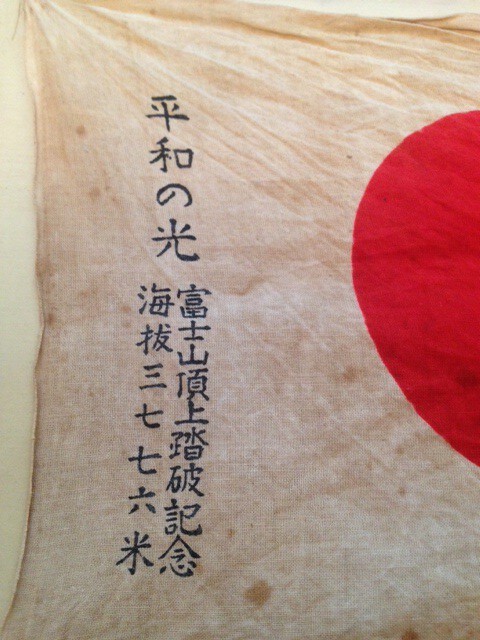 平和の光
富士山頂上踏破記念
海抜三七七六米